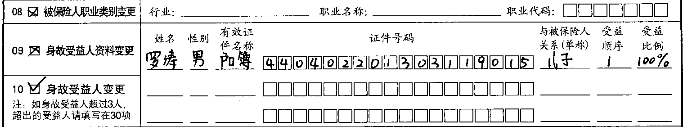 08 ☒ 被保险人职业类别变更 行业： 职业名称： 职业代码：
姓名 性别 有效证件名称 证件号码 与被保险人关系(单称) 受益顺序 受益比例
09 ☒ 身故受益人资料变更 罗涛 男 440402201303119015 儿子 1 100%
10 ☑ 身故受益人变更
注：如身故受益人超过3人，
超出的受益人请填写在30项